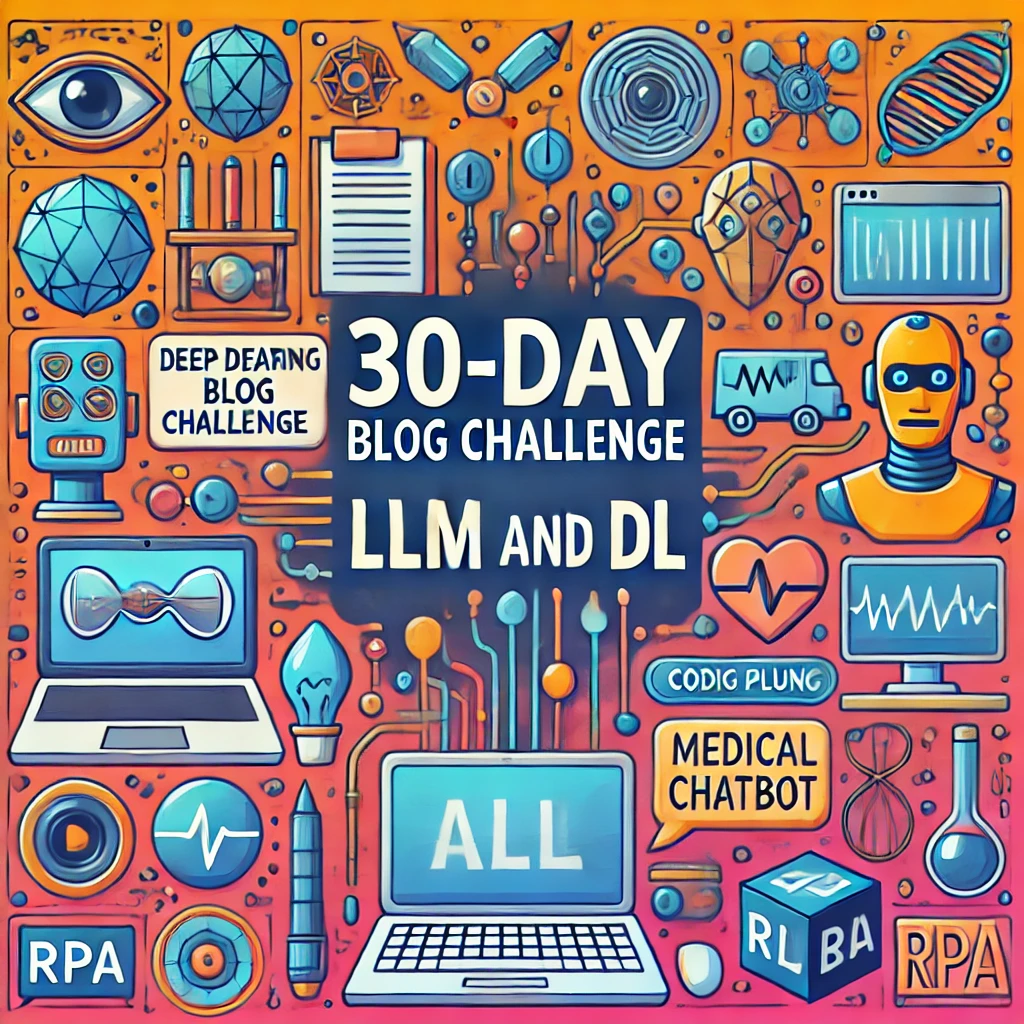 30-DAY
BLOG CHALLENGE
LLM AND DL
DEEP DEARING
BLOG
CHALLENGE
CODIG PLUNG
MEDICAL
CHATBOT
ALL
RL BA
RPA
RPA